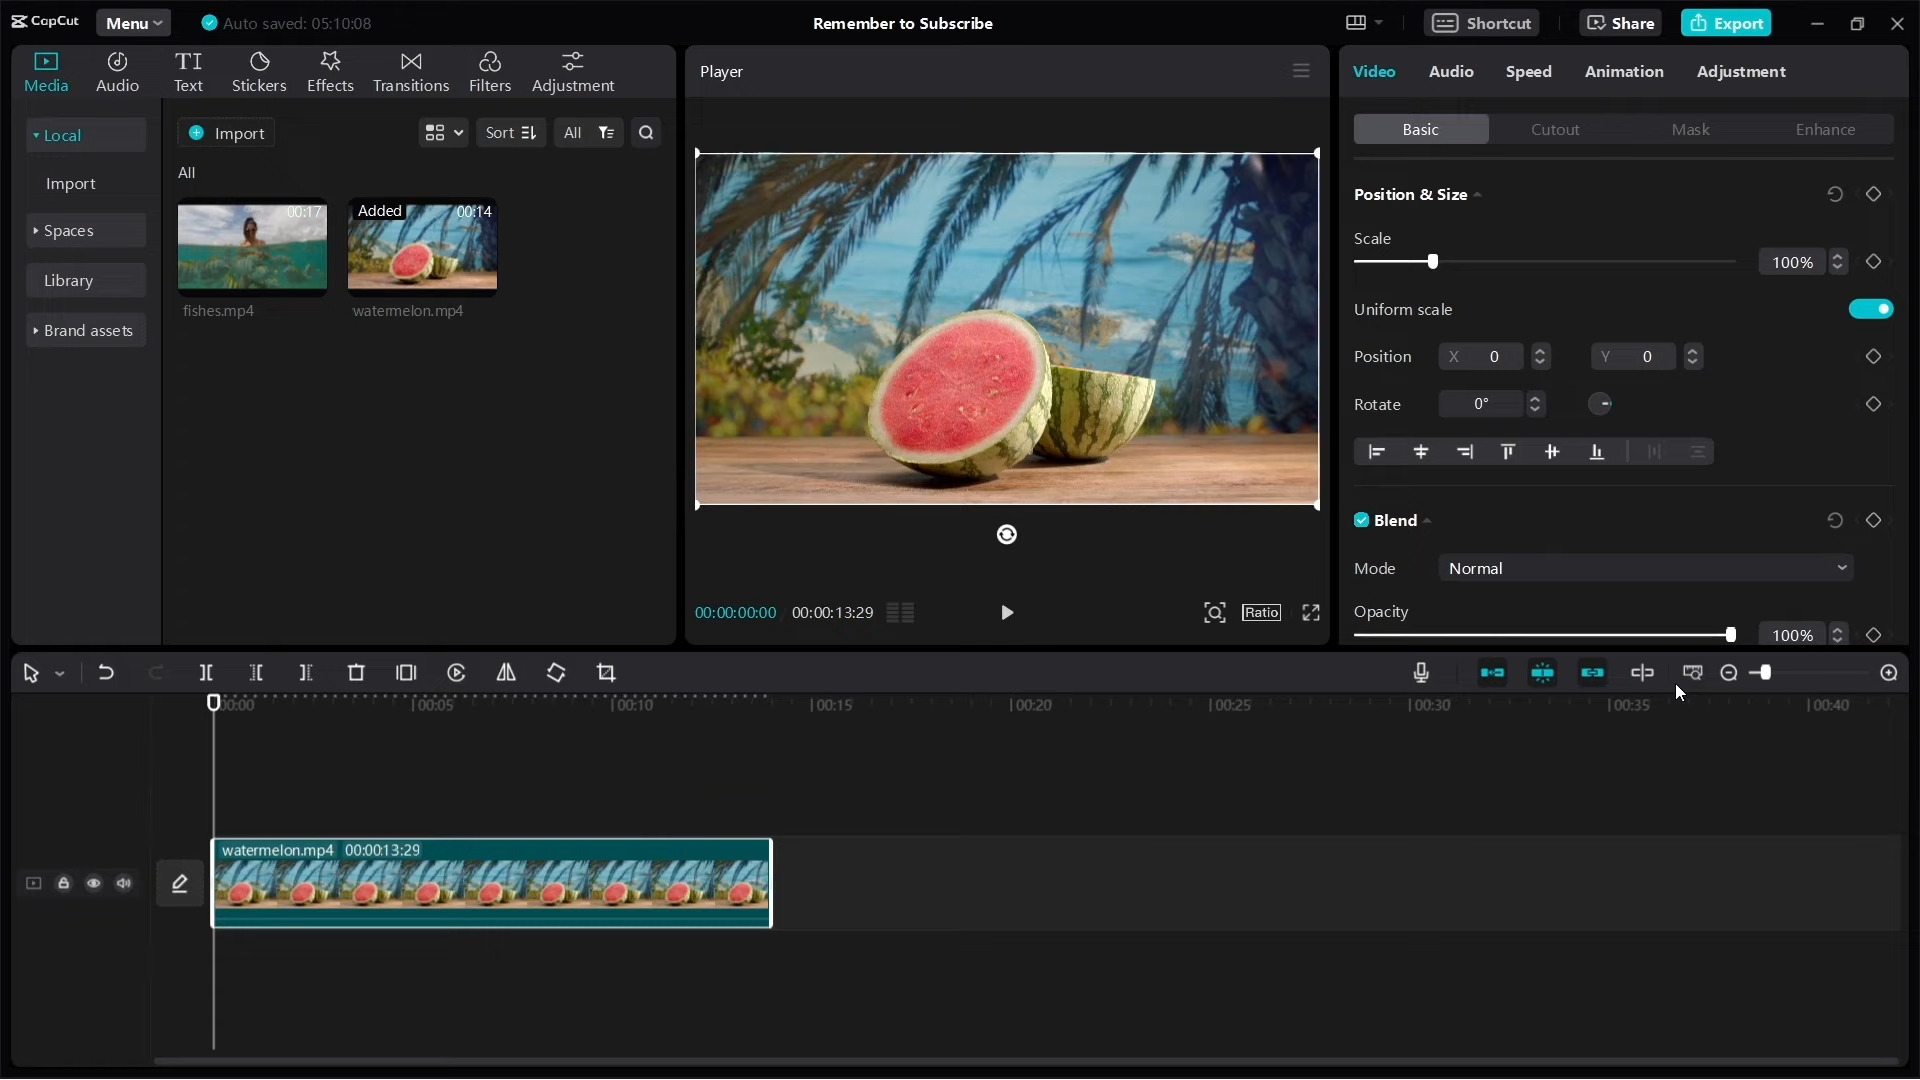 CapCut
Menu
Auto saved: 05:10:08
Remember to Subscribe
Shortcut
Share
Export
Media
Audio
Text
Stickers
Effects
Transitions
Filters
Adjustment
Local
Import
Spaces
Library
Brand assets
Import
Sort
All
All
00:17
fishes.mp4
Added
00:14
watermelon.mp4
Player
00:00:00:00
00:00:13:29
Ratio
Video
Audio
Speed
Animation
Adjustment
Basic
Cutout
Mask
Enhance
Position & Size
Scale
100%
Uniform scale
Position
X 0
Y 0
Rotate
0°
Blend
Mode
Normal
Opacity
100%
00:00
00:05
00:10
00:15
00:20
00:25
00:30
00:35
00:40
watermelon.mp4 00:00:13:29